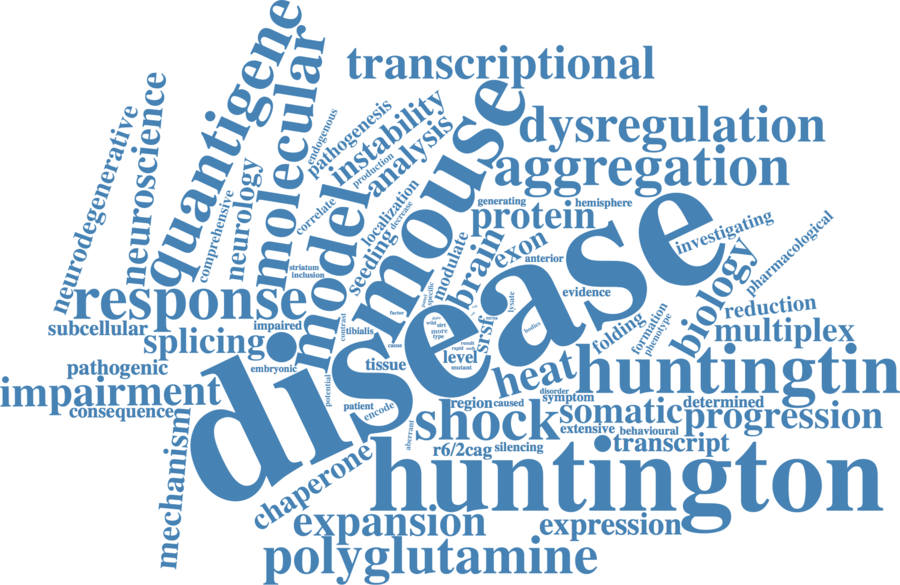 transcriptional
quantigene
molecular
neurodegenerative
neuroscience
endogenous
pathogenesis
instability
production
analysis
mouse
dysregulation
aggregation
comprehensive
neurology
correlate
model
localization
decrease
seeding
generating
hemisphere
protein
exon
brain
modulate
specific
anterior
investigating
pharmacological
biology
striatum
inclusion
response
subcellular
splicing
impaired
embryonic
contrast
tibialis
factor
cause
tissue
wild
sirt
more
type
level
result
rapid
mutant
srsf
lysate
evidence
bodies
folding
formation
phenotype
reduction
multiplex
disease
pathogenic
impairment
consequence
mechanism
potential
patient
encode
aberrant
heat
huntingtin
disorder
symptom
region
caused
shock
somatic
determined
progression
extensive
behavioural
transcript
r6/2cag
silencing
chaperone
huntington
expansion
expression
polyglutamine